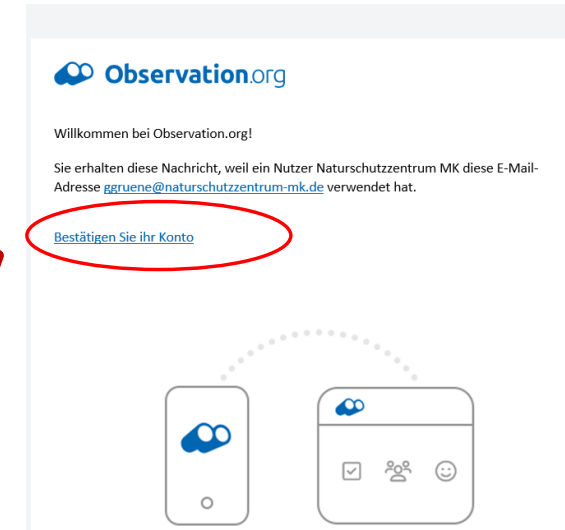 Observation.org
Willkommen bei Observation.org!
Sie erhalten diese Nachricht, weil ein Nutzer Naturschutzzentrum MK diese E-Mail-
Adresse ggruene@naturschutzzentrum-mk.de verwendet hat.
Bestätigen Sie ihr Konto